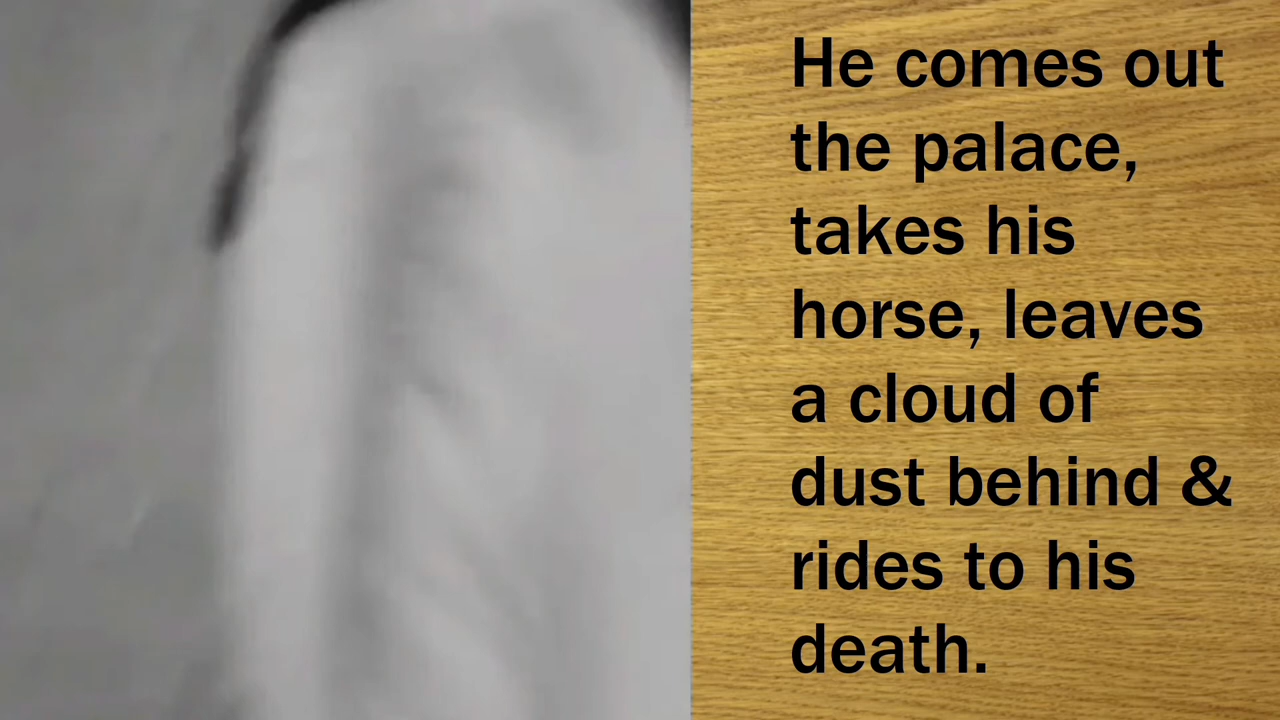 He comes out
the palace,
takes his
horse, leaves
a cloud of
dust behind &
rides to his
death.